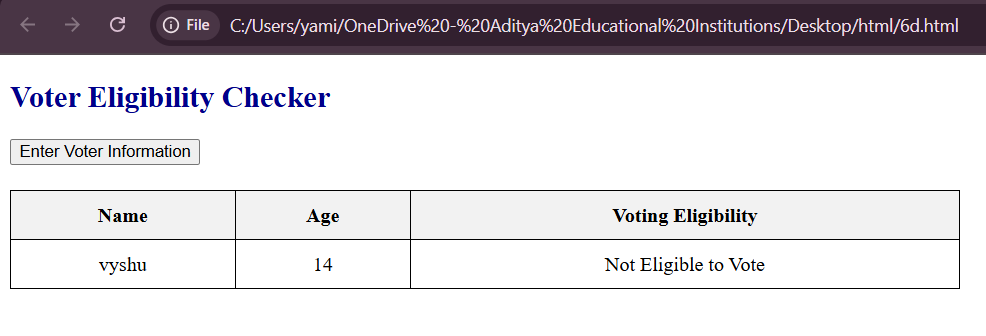 File C:/Users/yami/OneDrive%20-%20Aditya%20Educational%20Institutions/Desktop/html/6d.html
Voter Eligibility Checker
Enter Voter Information
Name Age Voting Eligibility
vyshu 14 Not Eligible to Vote